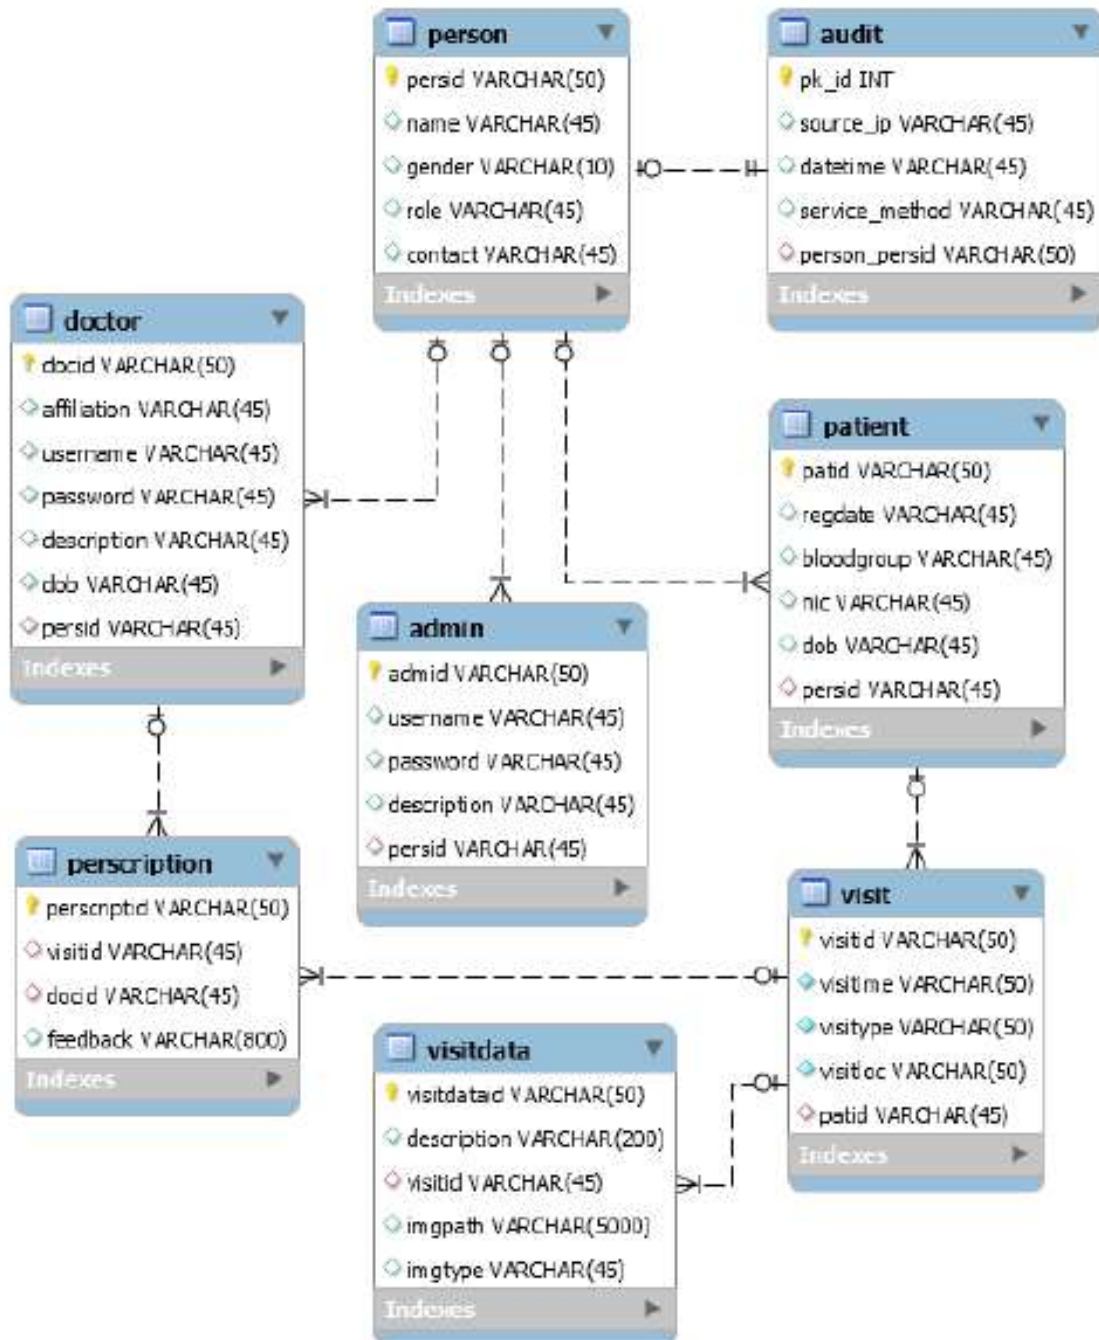 person
persid VARCHAR(50)
name VARCHAR(45)
gender VARCHAR(10)
role VARCHAR(45)
contact VARCHAR(45)
Indexes
audit
pk_id INT
source_ip VARCHAR(45)
datetime VARCHAR(45)
service_method VARCHAR(45)
person_persid VARCHAR(50)
Indexes
doctor
docid VARCHAR(50)
affiliation VARCHAR(45)
username VARCHAR(45)
password VARCHAR(45)
description VARCHAR(45)
dob VARCHAR(45)
persid VARCHAR(45)
Indexes
patient
patid VARCHAR(50)
regdate VARCHAR(45)
bloodgroup VARCHAR(45)
nic VARCHAR(45)
dob VARCHAR(45)
persid VARCHAR(45)
Indexes
admin
admid VARCHAR(50)
username VARCHAR(45)
password VARCHAR(45)
description VARCHAR(45)
persid VARCHAR(45)
Indexes
perscription
perscriptid VARCHAR(50)
visitid VARCHAR(45)
docid VARCHAR(45)
feedback VARCHAR(800)
Indexes
visit
visitid VARCHAR(50)
visitime VARCHAR(50)
visitype VARCHAR(50)
visitloc VARCHAR(50)
patid VARCHAR(45)
Indexes
visitdata
visitdataid VARCHAR(50)
description VARCHAR(200)
visitid VARCHAR(45)
imgpath VARCHAR(5000)
imgtype VARCHAR(45)
Indexes